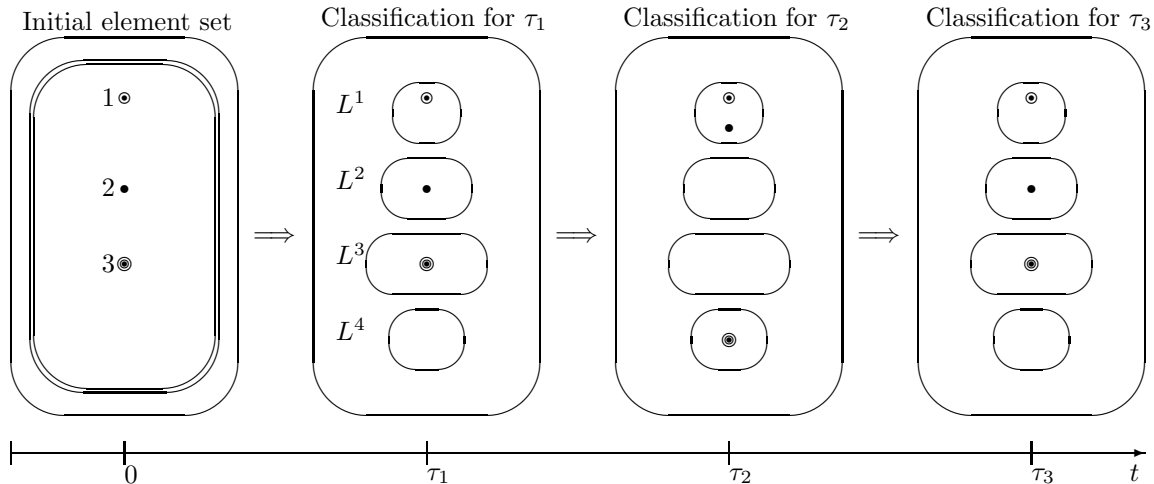 Initial element set
Classification for τ₁
Classification for τ₂
Classification for τ₃
1
2
3
⟹
L¹
L²
L³
L⁴
⟹
⟹
0
τ₁
τ₂
τ₃
t